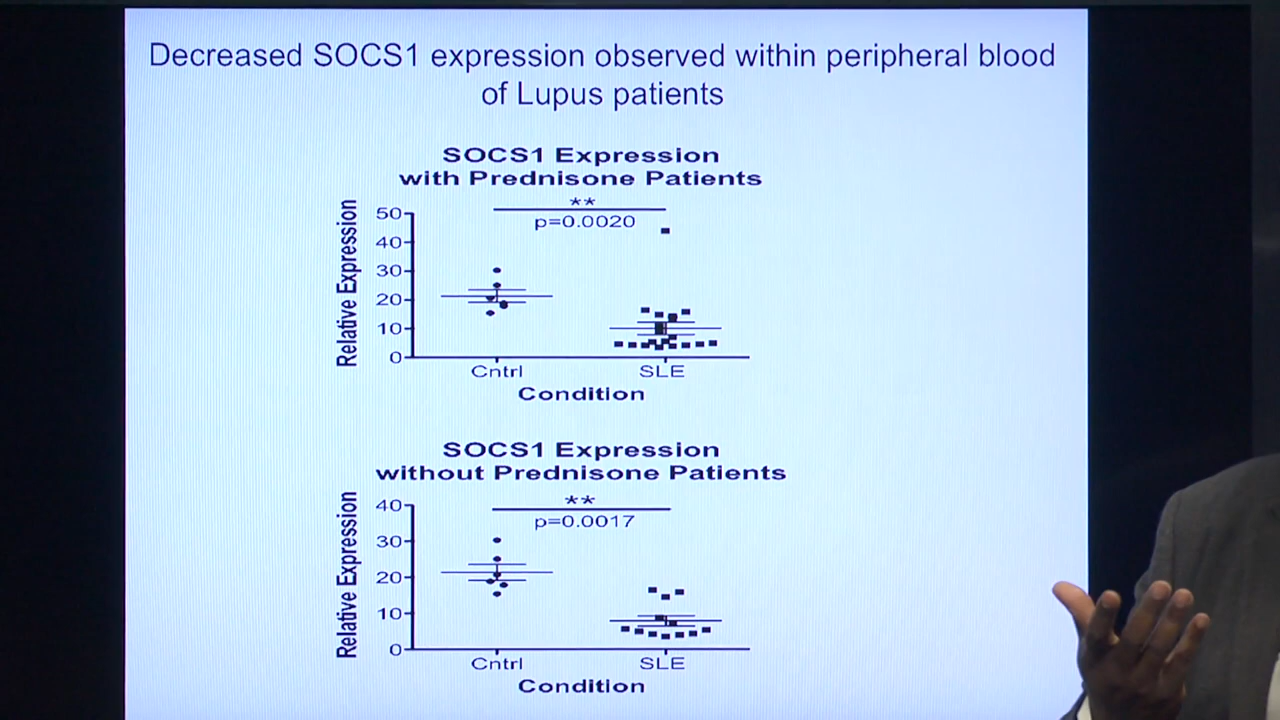 Decreased SOCS1 expression observed within peripheral blood
of Lupus patients
SOCS1 Expression
with Prednisone Patients
**
p=0.0020
Relative Expression
50
40
30
20
10
0
Cntrl
SLE
Condition
SOCS1 Expression
without Prednisone Patients
**
p=0.0017
Relative Expression
40
30
20
10
0
Cntrl
SLE
Condition